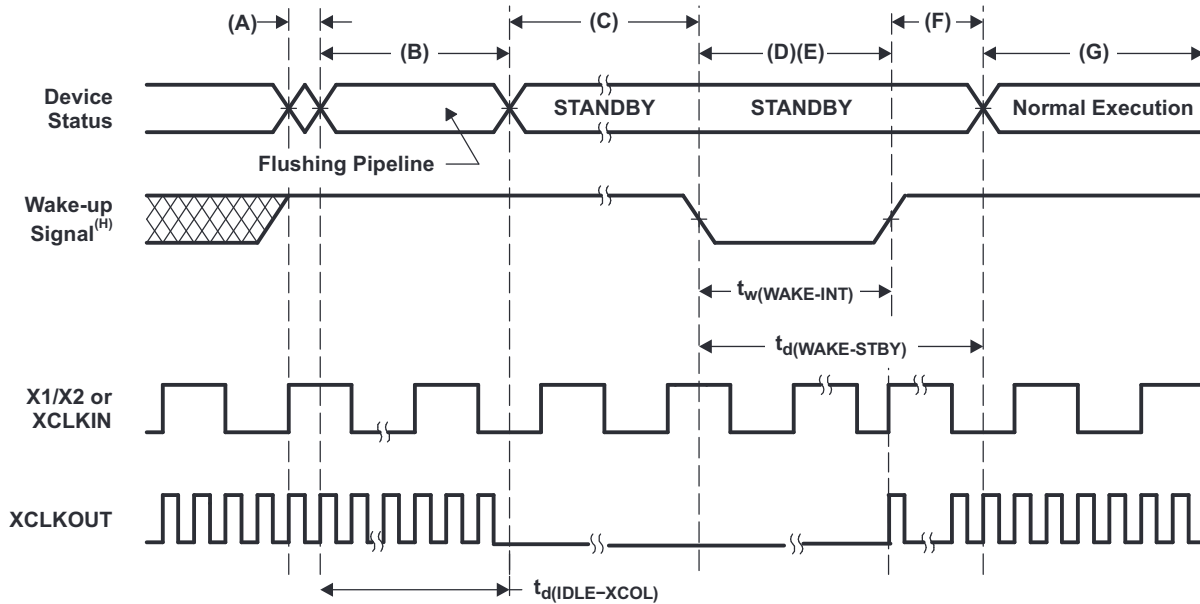 (A)
(C)
(F)
(B)
(D)(E)
(G)
Device
Status
STANDBY
STANDBY
Normal Execution
Flushing Pipeline
Wake-up
Signal(H)
tw(WAKE-INT)
td(WAKE-STBY)
X1/X2 or
XCLKIN
XCLKOUT
td(IDLE−XCOL)